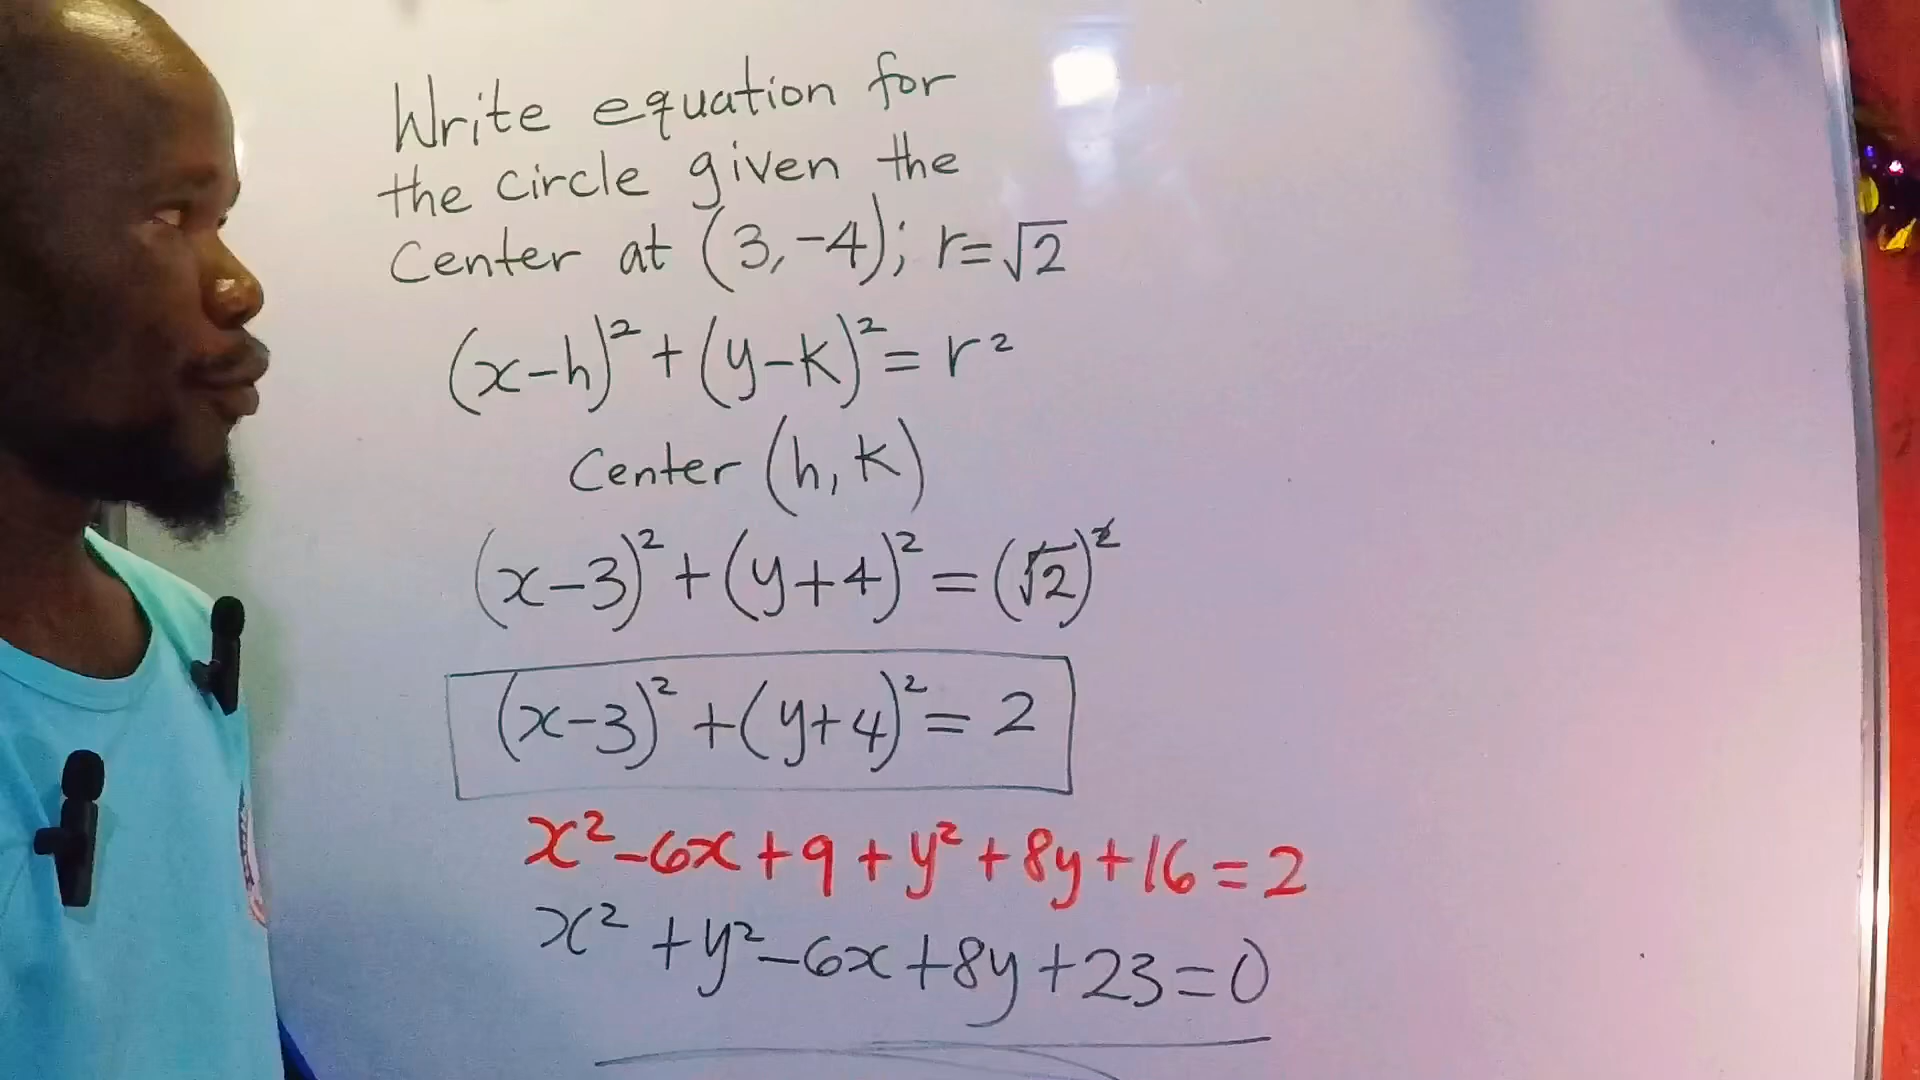 Write equation for
the circle given the
Center at (3,-4); r=√2
(x-h)² + (y-k)² = r²
Center (h, k)
(x-3)² + (y+4)² = (√2)²
(x-3)² + (y+4)² = 2
x² - 6x + 9 + y² + 8y + 16 = 2
x² + y² - 6x + 8y + 23 = 0